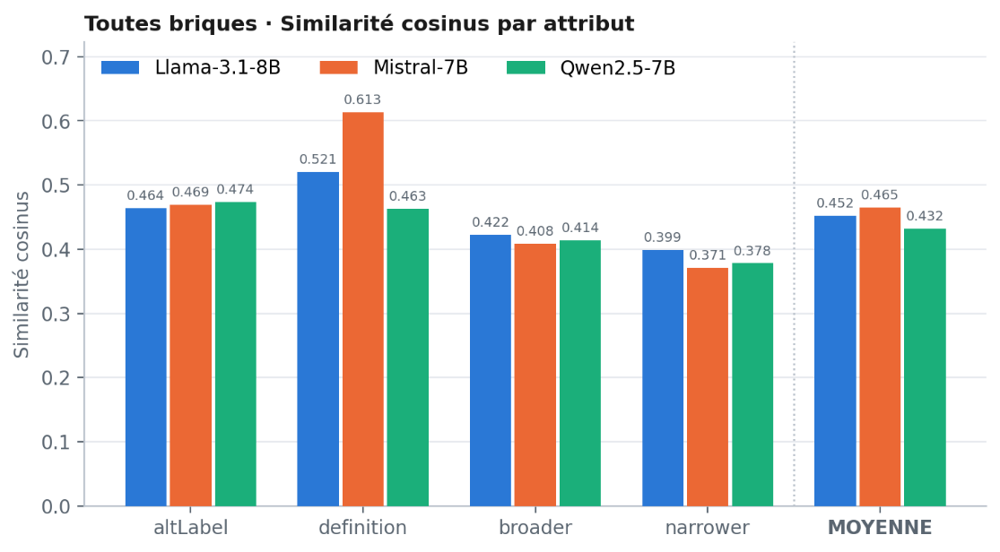 Toutes briques · Similarité cosinus par attribut
Llama-3.1-8B Mistral-7B Qwen2.5-7B
Similarité cosinus
0.7
0.6
0.5
0.4
0.3
0.2
0.1
0.0
0.464 0.469 0.474
0.521 0.613 0.463
0.422 0.408 0.414
0.399 0.371 0.378
0.452 0.465 0.432
altLabel definition broader narrower MOYENNE